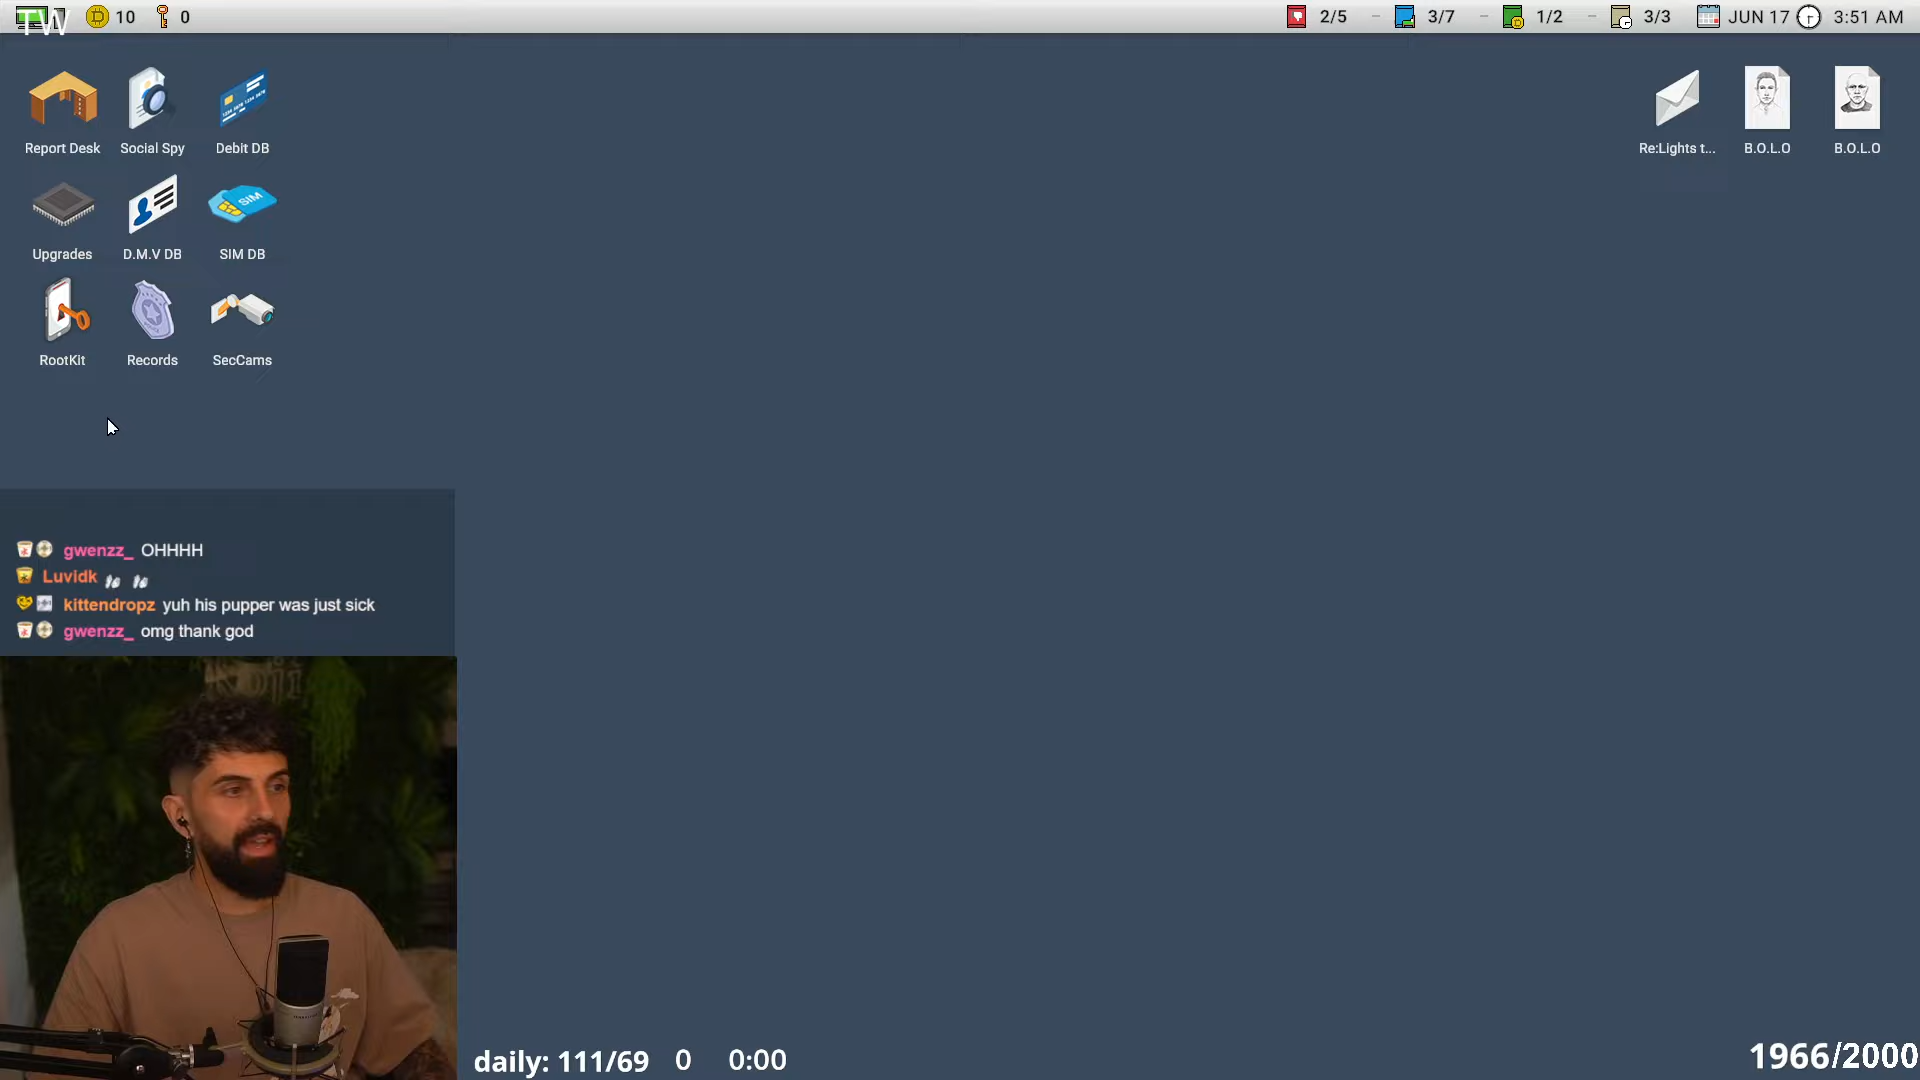 TW 10 0 2/5 - 3/7 - 1/2 - 3/3 JUN 17 3:51 AM
Report Desk Social Spy Debit DB Re:Lights t... B.O.L.O B.O.L.O
Upgrades D.M.V DB SIM DB
RootKit Records SecCams
gwenzz_ OHHHH
Luvidk
kittendropz yuh his pupper was just sick
gwenzz_ omg thank god
daily: 111/69 0 0:00 1966/2000